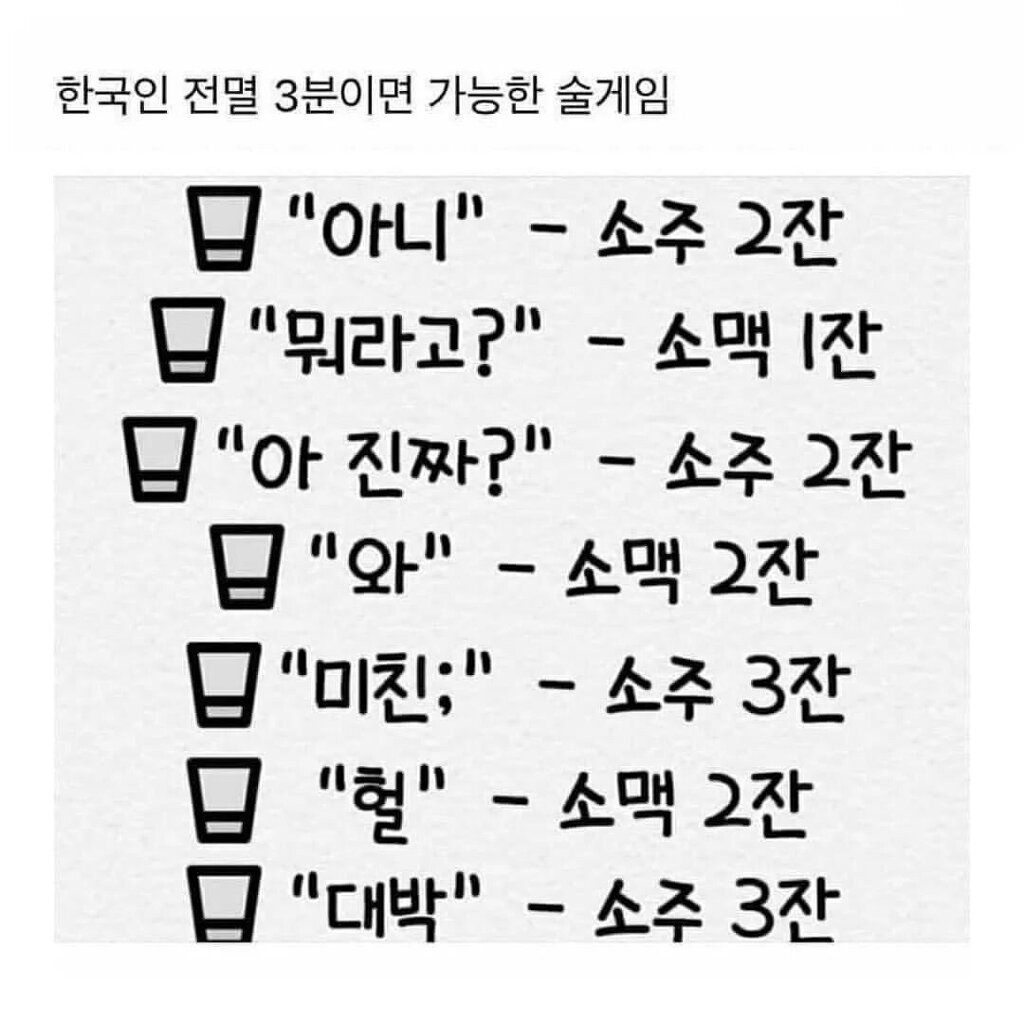 한국인 전멸 3분이면 가능한 술게임
"아니" - 소주 2잔
"뭐라고?" - 소맥 1잔
"아 진짜?" - 소주 2잔
"와" - 소맥 2잔
"미친;" - 소주 3잔
"헐" - 소맥 2잔
"대박" - 소주 3잔